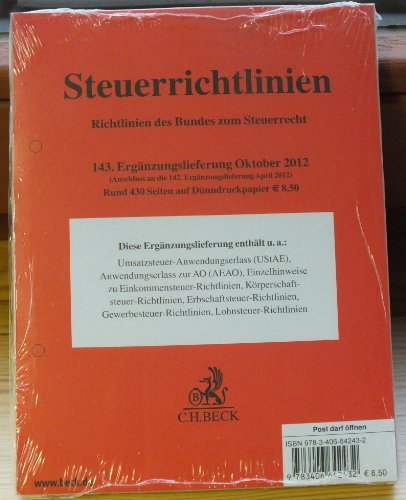 Steuerrichtlinien
Richtlinien des Bundes zum Steuerrecht
143. Ergänzungslieferung Oktober 2012
(Anschluss an die 142. Ergänzungslieferung April 2012)
Rund 430 Seiten auf Dünndruckpapier € 8,50
Diese Ergänzungslieferung enthält u. a.:
Umsatzsteuer-Anwendungserlass (UStAE),
Anwendungserlass zur AO (AEAO), Einzelhinweise
zu Einkommensteuer-Richtlinien, Körperschaft-
steuer-Richtlinien, Erbschaftsteuer-Richtlinien,
Gewerbesteuer-Richtlinien, Lohnsteuer-Richtlinien
B
C.H.BECK
Post darf öffnen
ISBN 978-3-406-64243-2
€ 8,50
www.beck.de